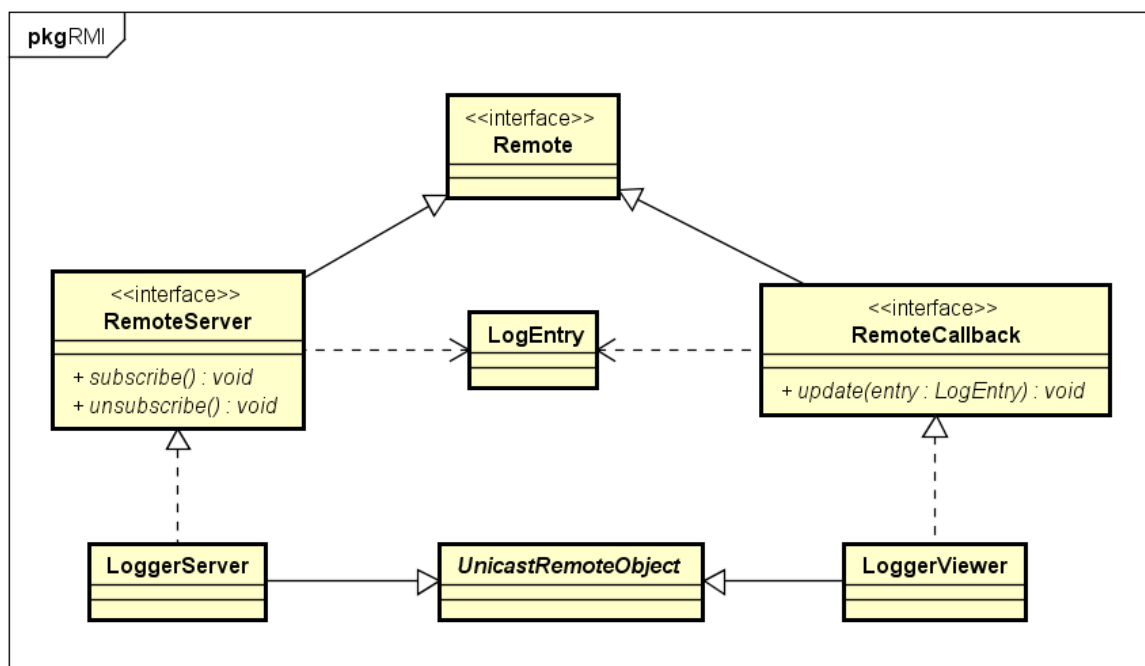 pkgRMI
<<interface>>
Remote
<<interface>>
RemoteServer
+ subscribe() : void
+ unsubscribe() : void
LogEntry
<<interface>>
RemoteCallback
+ update(entry : LogEntry) : void
LoggerServer
UnicastRemoteObject
LoggerViewer